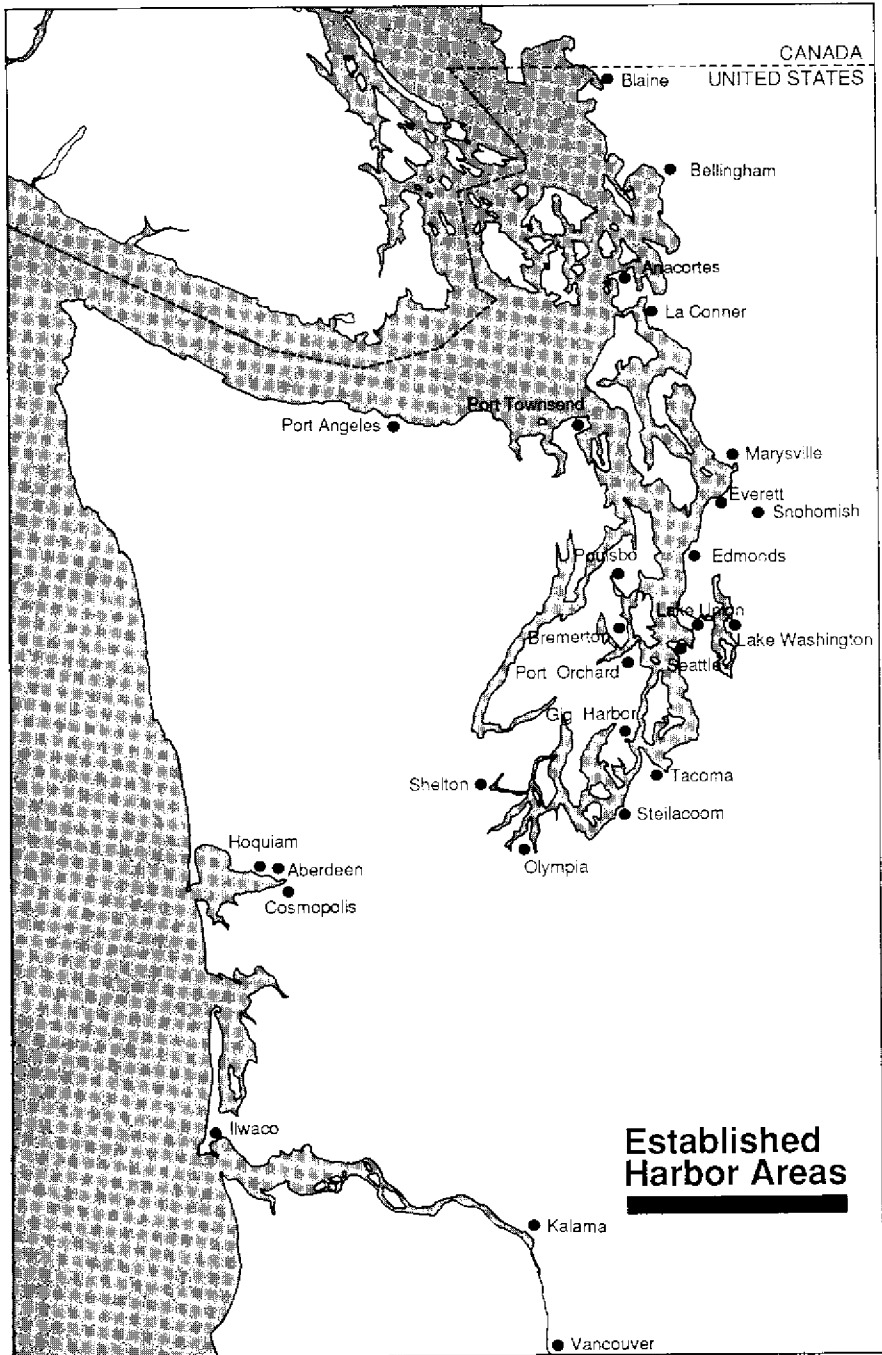 CANADA
UNITED STATES
Blaine
Bellingham
Anacortes
La Conner
Port Townsend
Port Angeles
Marysville
Everett
Snohomish
Poulsbo
Edmonds
Lake Union
Bremerton
Lake Washington
Port Orchard
Seattle
Gig Harbor
Tacoma
Shelton
Steilacoom
Olympia
Hoquiam
Aberdeen
Cosmopolis
Ilwaco
Established
Harbor Areas
Kalama
Vancouver